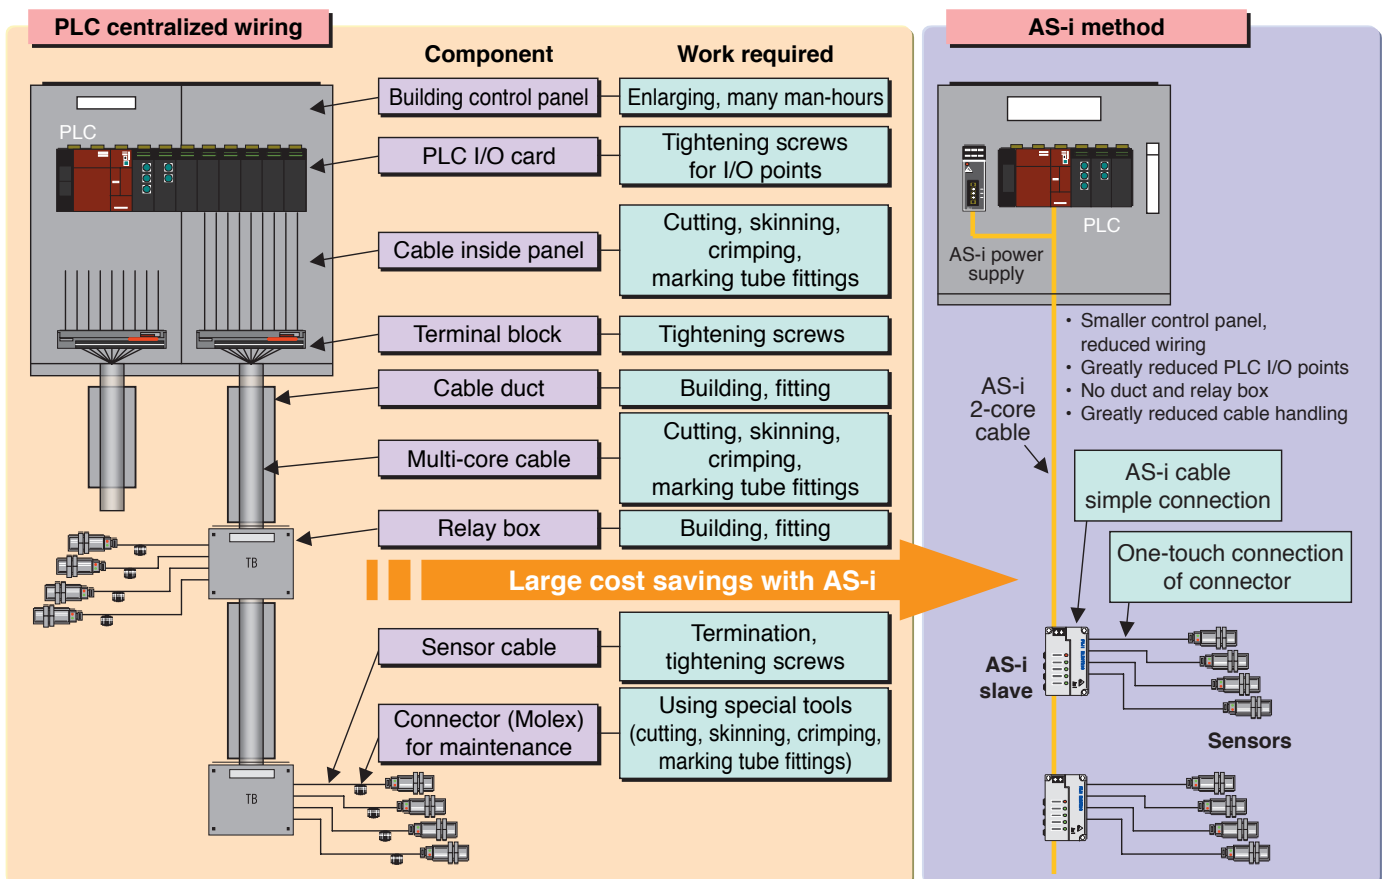 PLC centralized wiring
Component
Work required
PLC
Building control panel
Enlarging, many man-hours
PLC I/O card
Tightening screws
for I/O points
Cable inside panel
Cutting, skinning,
crimping,
marking tube fittings
Terminal block
Tightening screws
Cable duct
Building, fitting
Multi-core cable
Cutting, skinning,
crimping,
marking tube fittings
Relay box
Building, fitting
TB
Large cost savings with AS-i
Sensor cable
Termination,
tightening screws
Connector (Molex)
for maintenance
Using special tools
(cutting, skinning, crimping,
marking tube fittings)
TB
AS-i method
PLC
AS-i power
supply
• Smaller control panel,
reduced wiring
• Greatly reduced PLC I/O points
• No duct and relay box
• Greatly reduced cable handling
AS-i
2-core
cable
AS-i cable
simple connection
One-touch connection
of connector
AS-i
slave
Sensors